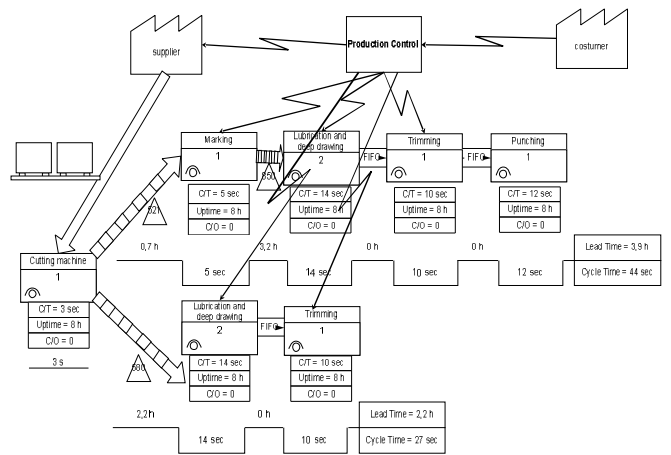 supplier
Production Control
costumer
Marking
1
Lubrication and
deep drawing
2
FIFO
Trimming
1
FIFO
Punching
1
521
850
C/T = 5 sec
Uptime = 8 h
C/O = 0
C/T = 14 sec
Uptime = 8 h
C/O = 0
C/T = 10 sec
Uptime = 8 h
C/O = 0
C/T = 12 sec
Uptime = 8 h
C/O = 0
0,7 h
3,2 h
0 h
0 h
Lead Time = 3,9 h
5 sec
14 sec
10 sec
12 sec
Cycle Time = 44 sec
Cutting machine
1
C/T = 3 sec
Uptime = 8 h
C/O = 0
3 s
580
Lubrication and
deep drawing
2
FIFO
Trimming
1
C/T = 14 sec
Uptime = 8 h
C/O = 0
C/T = 10 sec
Uptime = 8 h
C/O = 0
2,2 h
0 h
Lead Time = 2,2 h
14 sec
10 sec
Cycle Time = 27 sec